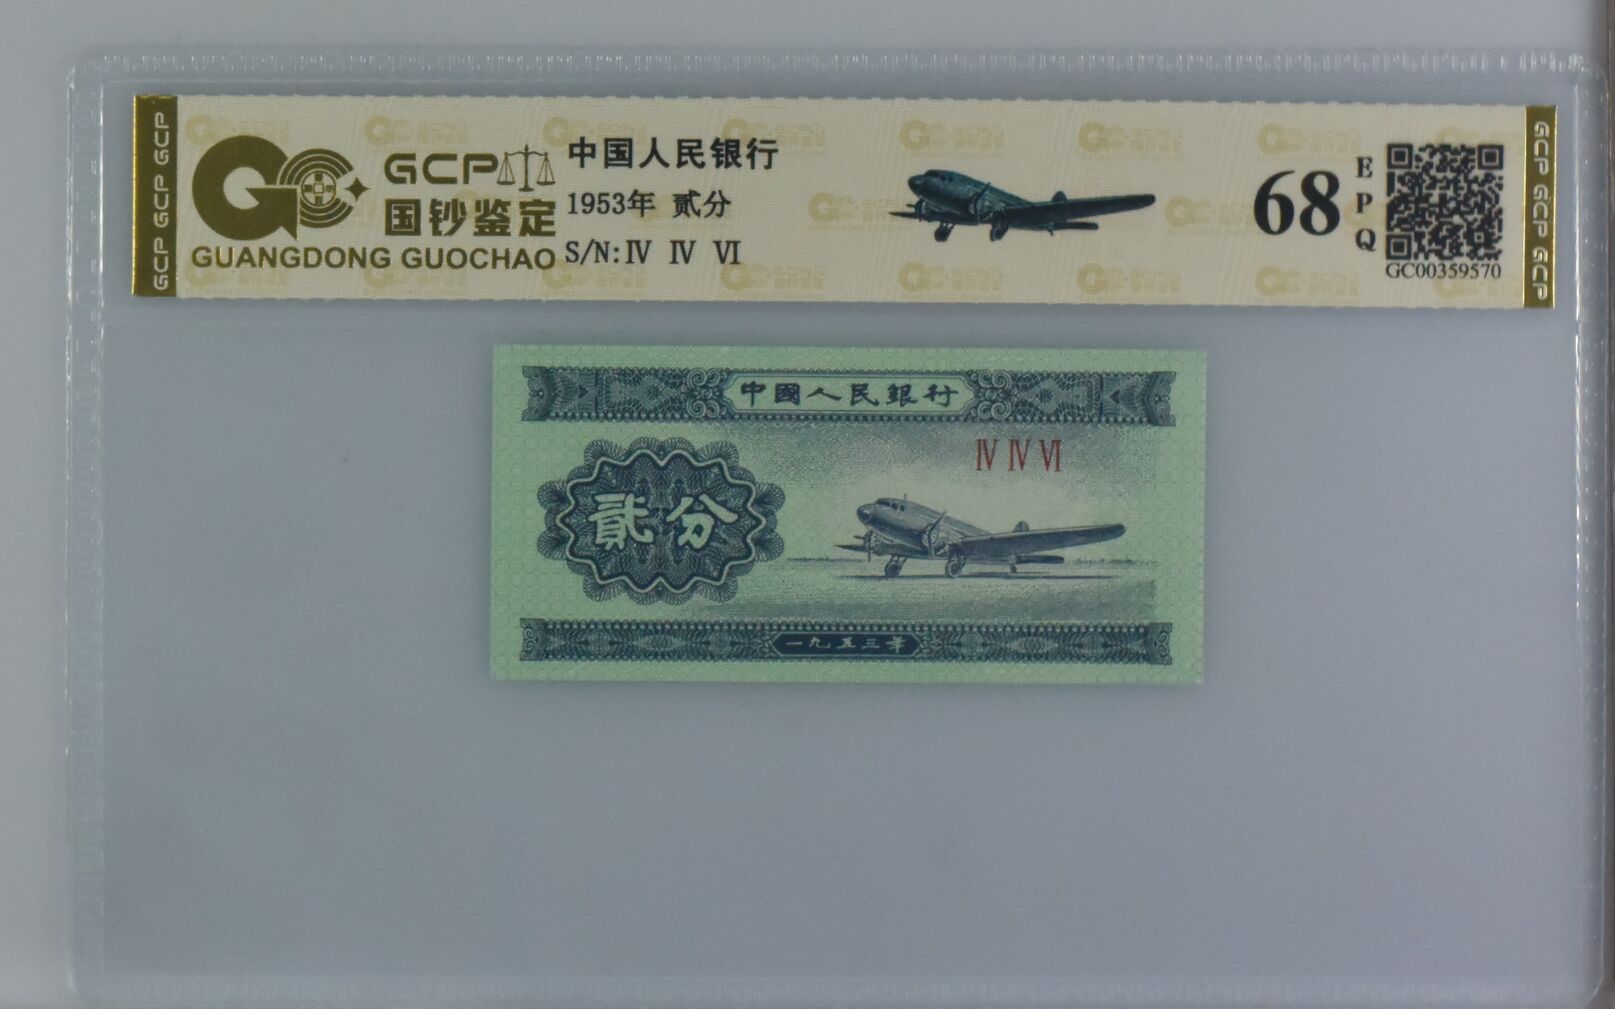 GCP GCP GCP
GCP
国钞鉴定
GUANGDONG GUOCHAO
中国人民银行
1953年 贰分
S/N:Ⅳ Ⅳ Ⅵ
68
EPQ
GC00359570
GCP GCP GCP
中國人民銀行
Ⅳ Ⅳ Ⅵ
貳分
一九五三年